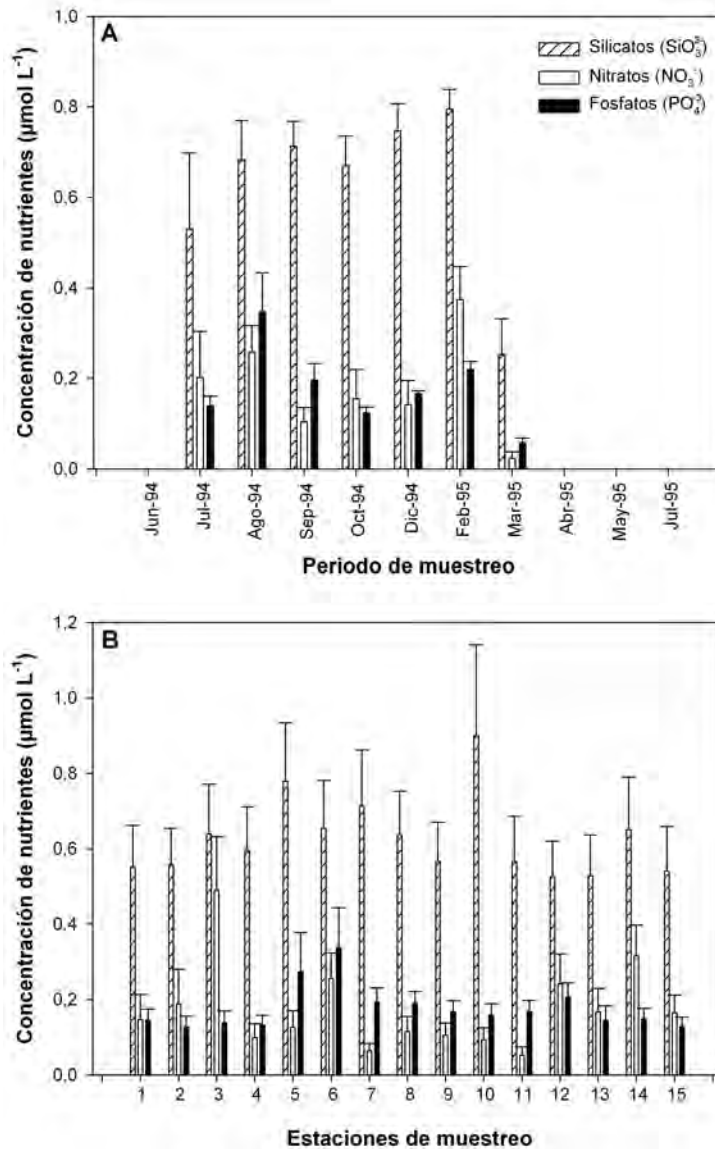 A
Concentración de nutrientes (µmol L⁻¹)
1,0
0,8
0,6
0,4
0,2
0,0
Silicatos (SiO₃²⁻)
Nitratos (NO₃⁻)
Fosfatos (PO₄³⁻)
Jun-94
Jul-94
Ago-94
Sep-94
Oct-94
Dic-94
Feb-95
Mar-95
Abr-95
May-95
Jul-95
Periodo de muestreo
B
Concentración de nutrientes (µmol L⁻¹)
1,2
1,0
0,8
0,6
0,4
0,2
0,0
1 2 3 4 5 6 7 8 9 10 11 12 13 14 15
Estaciones de muestreo